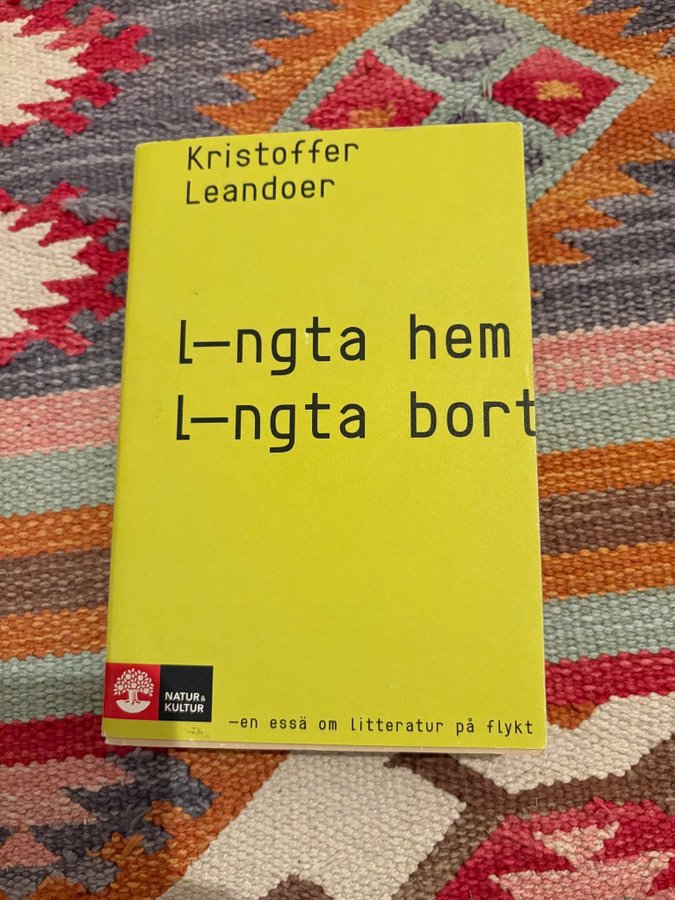 Kristoffer
Leandoer
L—ngta hem
L—ngta bort
NATUR&
KULTUR
—en essä om litteratur på flykt